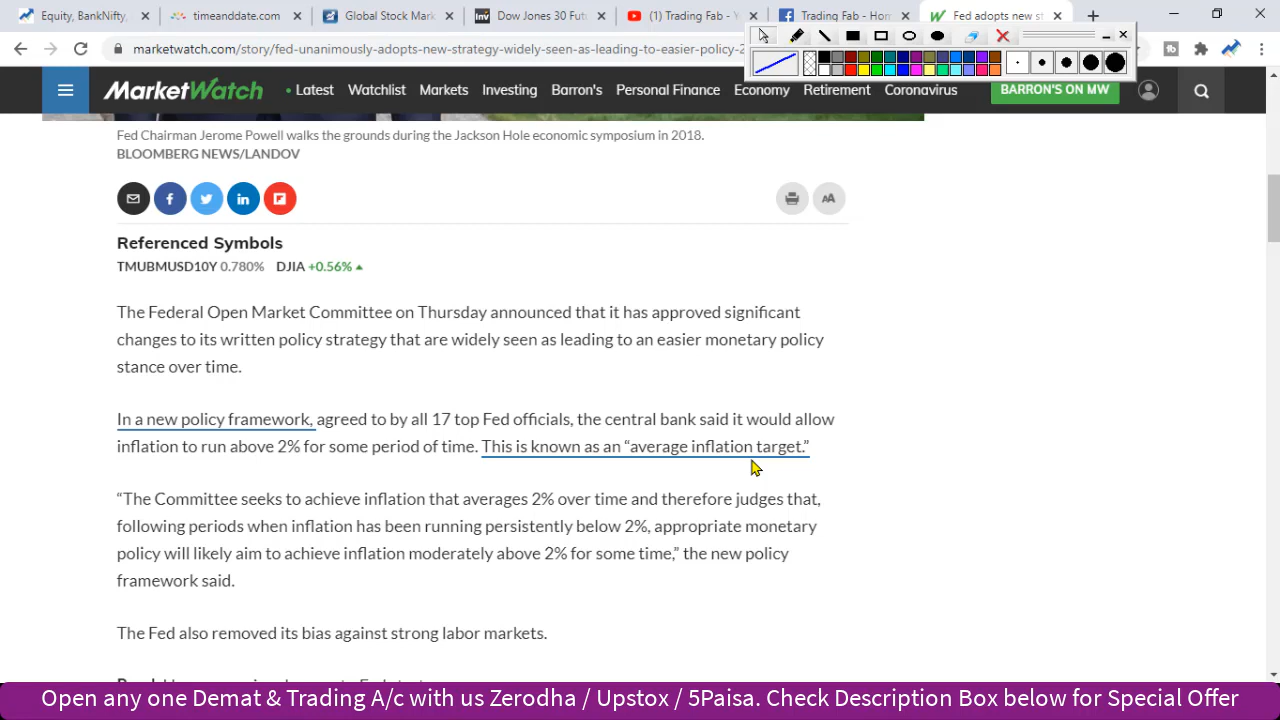 Equity, BankNifty,
timeanddate.com
Global Stock Mark
Dow Jones 30 Futu
(1) Trading Fab - Y
Trading Fab - Hom
Fed adopts new st
marketwatch.com/story/fed-unanimously-adopts-new-strategy-widely-seen-as-leading-to-easier-policy-2
MarketWatch
Latest Watchlist Markets Investing Barron's Personal Finance Economy Retirement Coronavirus
BARRON'S ON MW
Fed Chairman Jerome Powell walks the grounds during the Jackson Hole economic symposium in 2018.
BLOOMBERG NEWS/LANDOV
AA
Referenced Symbols
TMUBMUSD10Y 0.780% DJIA +0.56%
The Federal Open Market Committee on Thursday announced that it has approved significant
changes to its written policy strategy that are widely seen as leading to an easier monetary policy
stance over time.
In a new policy framework, agreed to by all 17 top Fed officials, the central bank said it would allow
inflation to run above 2% for some period of time. This is known as an “average inflation target.”
“The Committee seeks to achieve inflation that averages 2% over time and therefore judges that,
following periods when inflation has been running persistently below 2%, appropriate monetary
policy will likely aim to achieve inflation moderately above 2% for some time,” the new policy
framework said.
The Fed also removed its bias against strong labor markets.
Open any one Demat & Trading A/c with us Zerodha / Upstox / 5Paisa. Check Description Box below for Special Offer